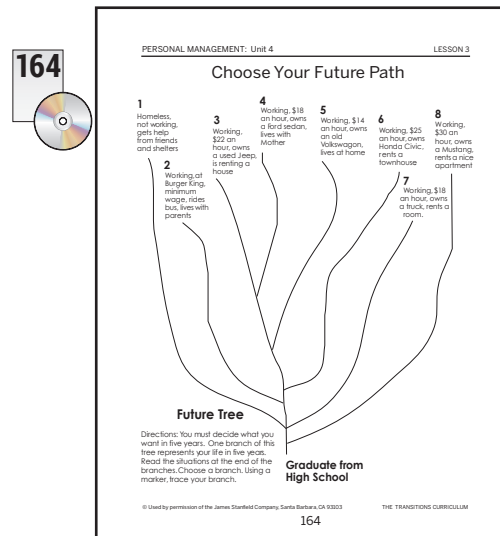 164
PERSONAL MANAGEMENT: Unit 4
LESSON 3
Choose Your Future Path
1
Homeless,
not working,
gets help
from friends
and shelters
2
Working, at
Burger King,
minimum
wage, rides
bus, lives with
parents
3
Working,
$22 an
hour, owns
a used Jeep,
is renting a
house
4
Working, $18
an hour, owns
a Ford sedan,
lives with
Mother
5
Working, $14
an hour, owns
an old
Volkswagon,
lives at home
6
Working, $25
an hour, owns
Honda Civic,
rents a
townhouse
7
Working, $18
an hour, owns
a truck, rents a
room.
8
Working,
$30 an
hour, owns
a Mustang,
rents a nice
apartment
Future Tree
Directions: You must decide what you
want in five years. One branch of this
tree represents your life in five years.
Read the situations at the end of the
branches. Choose a branch. Using a
marker, trace your branch.
Graduate from
High School
© Used by permission of the James Stanfield Company, Santa Barbara, CA 93103
THE TRANSITIONS CURRICULUM
164